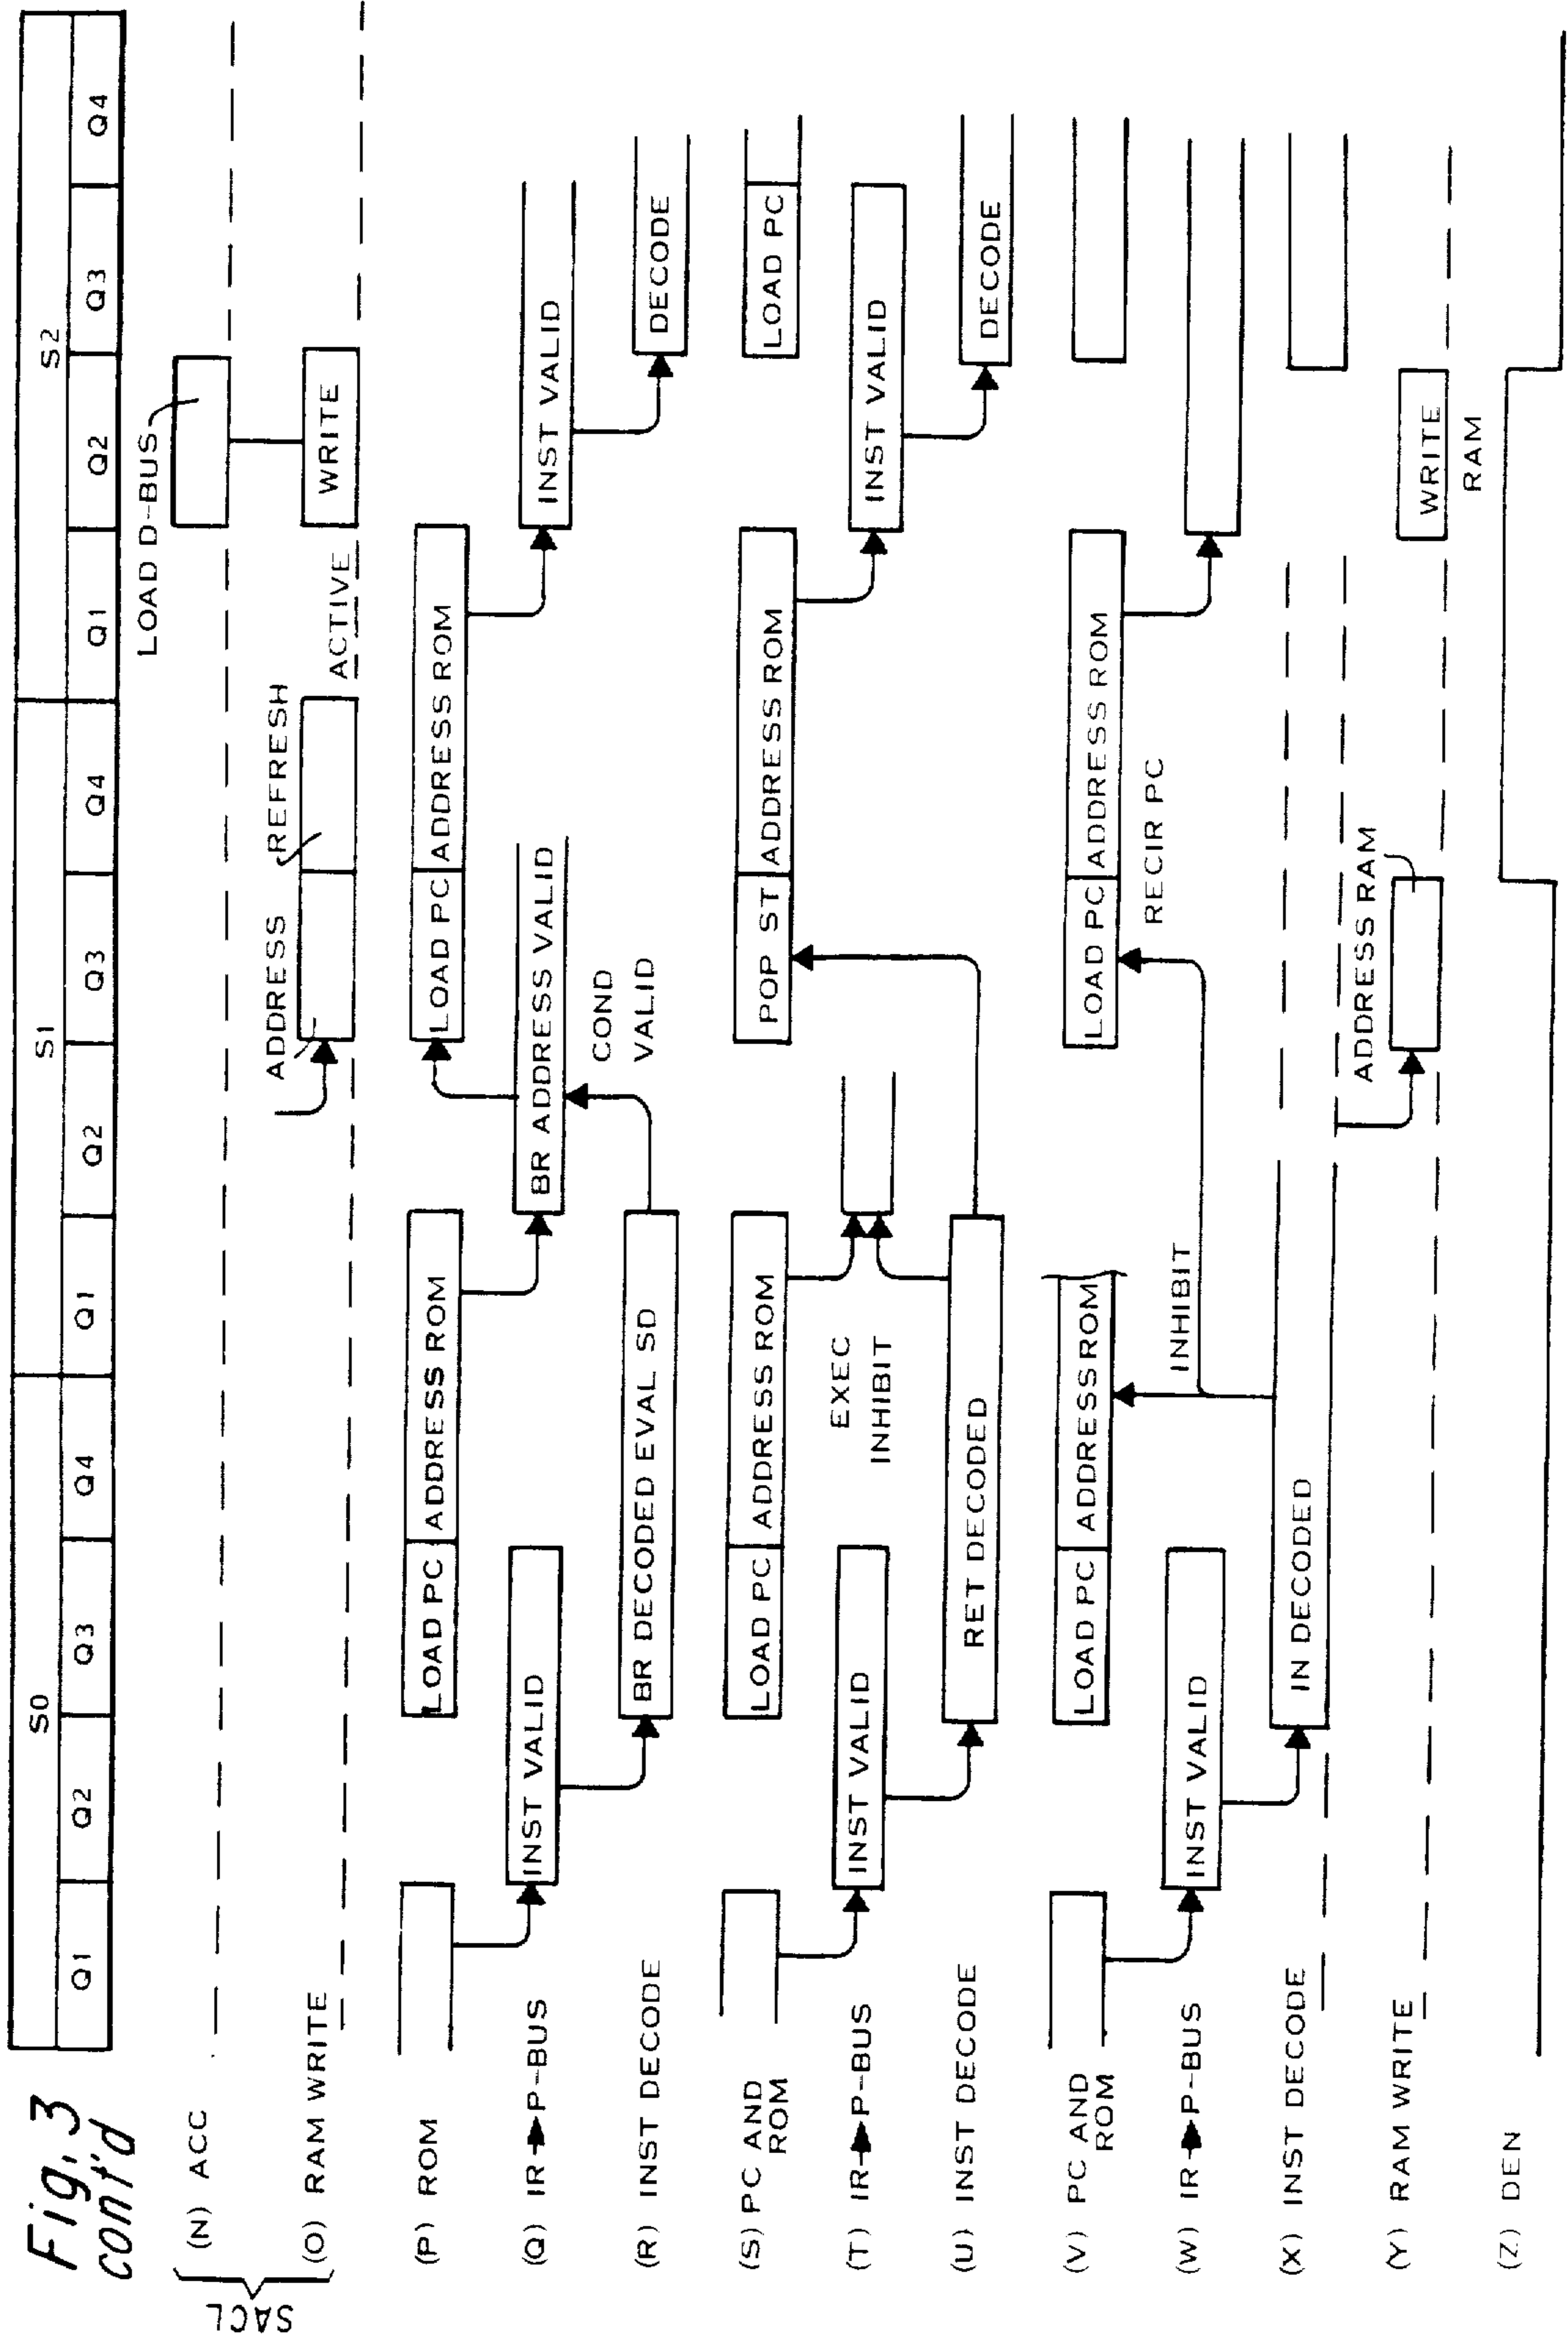 Fig. 3
cont'd
S0 S1 S2
Q1 Q2 Q3 Q4 Q1 Q2 Q3 Q4 Q1 Q2 Q3 Q4
SACL
LOAD D-BUS
(N) ACC
ADDRESS REFRESH
(O) RAM WRITE ACTIVE WRITE
(P) ROM LOAD PC ADDRESS ROM LOAD PC ADDRESS ROM
(Q) IR→P-BUS INST VALID BR ADDRESS VALID INST VALID
COND
VALID
(R) INST DECODE BR DECODED EVAL SD DECODE
(S) PC AND
ROM
LOAD PC ADDRESS ROM POP ST ADDRESS ROM LOAD PC
(T) IR→P-BUS INST VALID EXEC
INHIBIT
INST VALID
(U) INST DECODE RET DECODED DECODE
(V) PC AND
ROM
LOAD PC ADDRESS ROM LOAD PC ADDRESS ROM
RECIR PC
(W) IR→P-BUS INST VALID INHIBIT
(X) INST DECODE IN DECODED
ADDRESS RAM
(Y) RAM WRITE WRITE
RAM
(Z) DEN